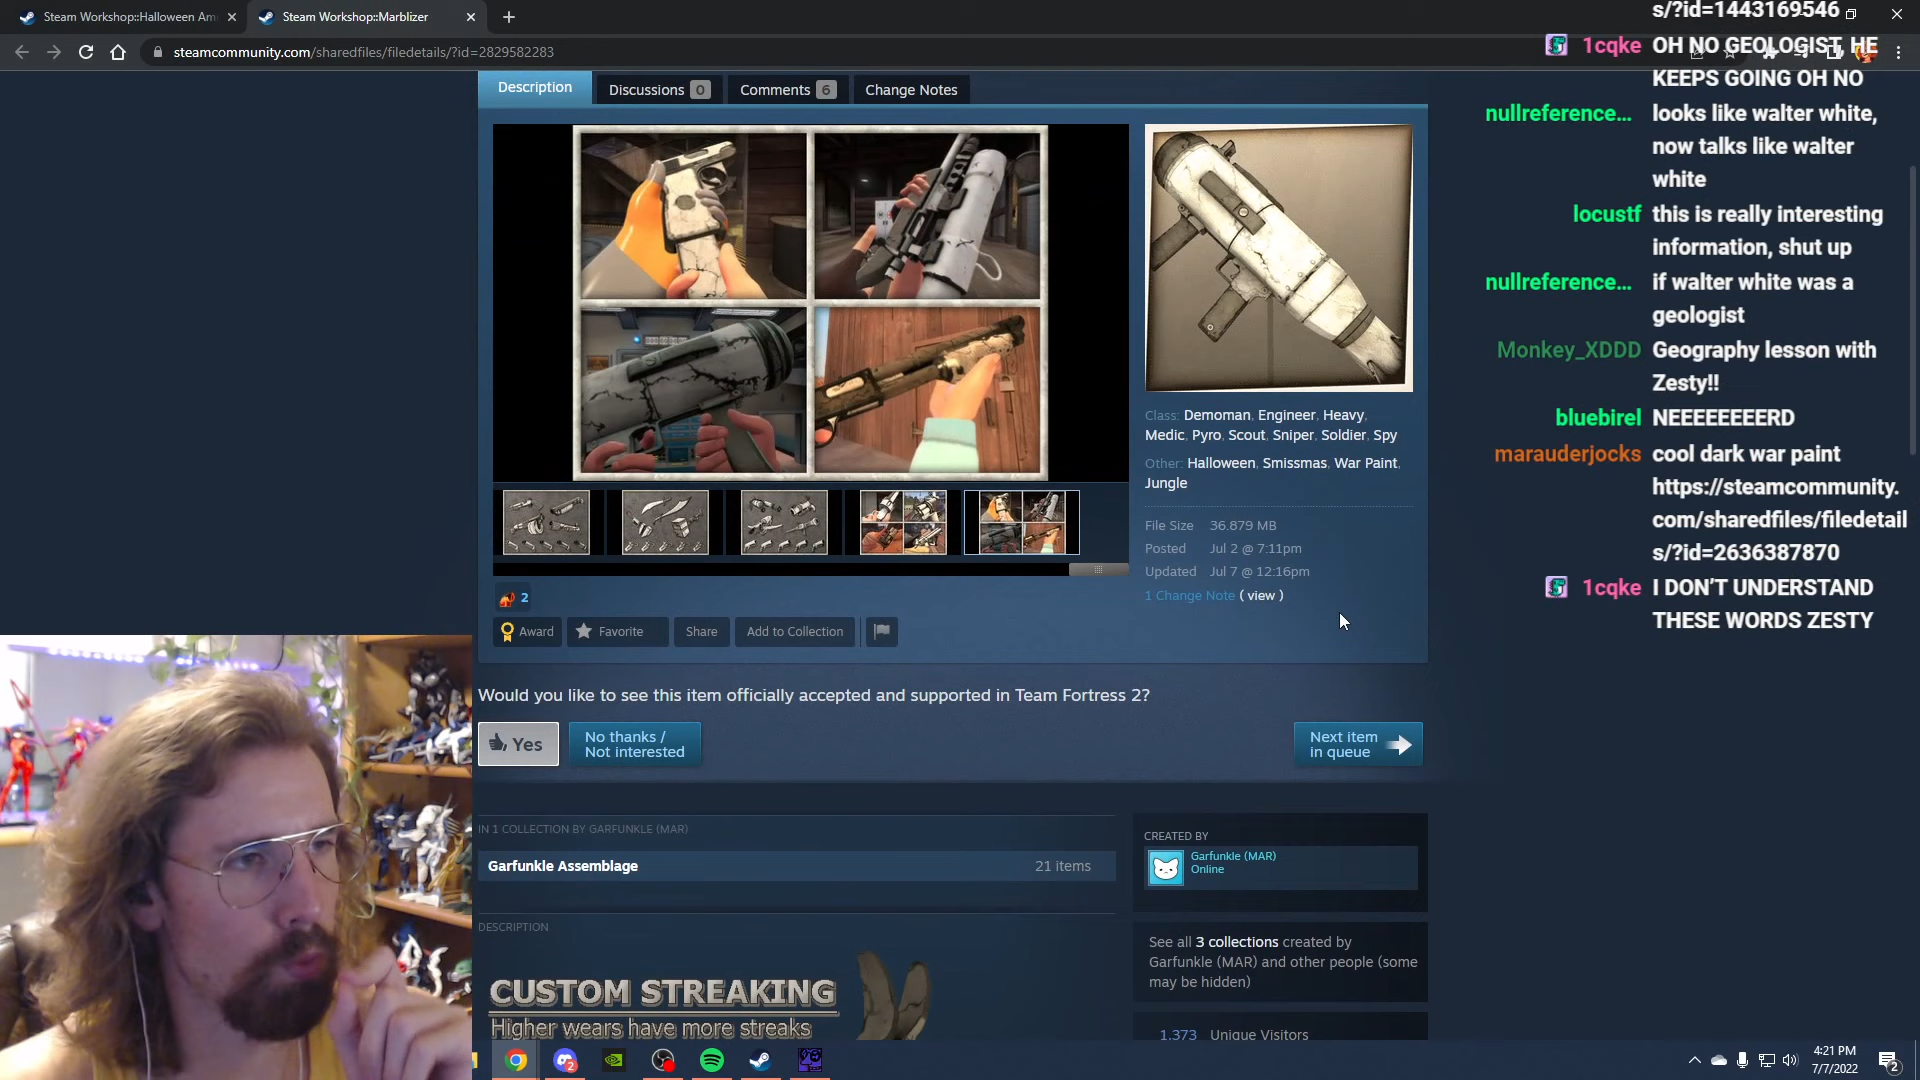 Steam Workshop::Halloween Am
Steam Workshop::Marblizer
steamcommunity.com/sharedfiles/filedetails/?id=2829582283
Description
Discussions 0
Comments 6
Change Notes
Class: Demoman, Engineer, Heavy,
Medic, Pyro, Scout, Sniper, Soldier, Spy
Other: Halloween, Smissmas, War Paint,
Jungle
File Size 36.879 MB
Posted Jul 2 @ 7:11pm
Updated Jul 7 @ 12:16pm
1 Change Note ( view )
2
Award
Favorite
Share
Add to Collection
Would you like to see this item officially accepted and supported in Team Fortress 2?
Yes
No thanks /
Not interested
Next item
in queue
IN 1 COLLECTION BY GARFUNKLE (MAR)
Garfunkle Assemblage 21 items
DESCRIPTION
CUSTOM STREAKING
Higher wears have more streaks
CREATED BY
Garfunkle (MAR)
Online
See all 3 collections created by
Garfunkle (MAR) and other people (some
may be hidden)
1,373 Unique Visitors
s/?id=1443169546
1cqke OH NO GEOLOGIST, HE
KEEPS GOING OH NO
nullreference... looks like walter white,
now talks like walter
white
locustf this is really interesting
information, shut up
nullreference... if walter white was a
geologist
Monkey_XDDD Geography lesson with
Zesty!!
bluebirel NEEEEEEERD
marauderjocks cool dark war paint
https://steamcommunity.
com/sharedfiles/filedetail
s/?id=2636387870
1cqke I DON'T UNDERSTAND
THESE WORDS ZESTY
2
4:21 PM
7/7/2022
2